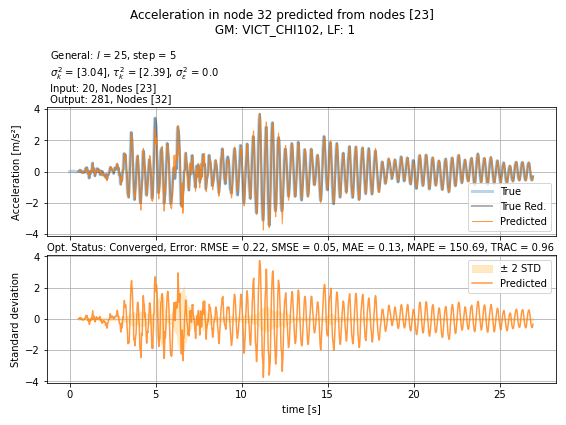 Acceleration in node 32 predicted from nodes [23]
GM: VICT_CHI102, LF: 1
General: l = 25, step = 5
σ²ₖ = [3.04], τ²ₖ = [2.39], σ²ε = 0.0
Input: 20, Nodes [23]
Output: 281, Nodes [32]
Acceleration [m/s²]
4
2
0
−2
−4
True
True Red.
Predicted
Opt. Status: Converged, Error: RMSE = 0.22, SMSE = 0.05, MAE = 0.13, MAPE = 150.69, TRAC = 0.96
Standard deviation
4
2
0
−2
−4
± 2 STD
Predicted
0 5 10 15 20 25
time [s]